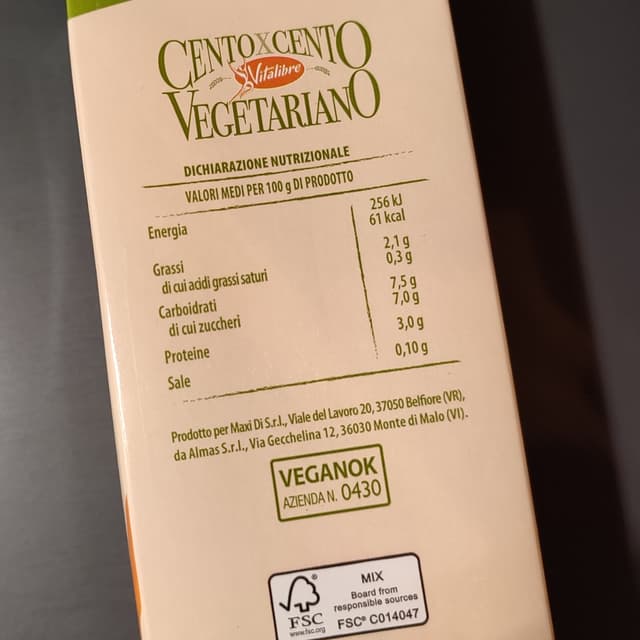 CENTOXCENTO
Vitalibre
VEGETARIANO
DICHIARAZIONE NUTRIZIONALE
VALORI MEDI PER 100 g DI PRODOTTO
Energia 256 kJ
61 kcal
Grassi 2,1 g
di cui acidi grassi saturi 0,3 g
Carboidrati 7,5 g
di cui zuccheri 7,0 g
Proteine 3,0 g
Sale 0,10 g
Prodotto per Maxi Di S.r.l., Viale del Lavoro 20, 37050 Belfiore (VR),
da Almas S.r.l., Via Gecchelina 12, 36030 Monte di Malo (VI).
VEGANOK
AZIENDA N. 0430
FSC
www.fsc.org
MIX
Board from
responsible sources
FSC® C014047